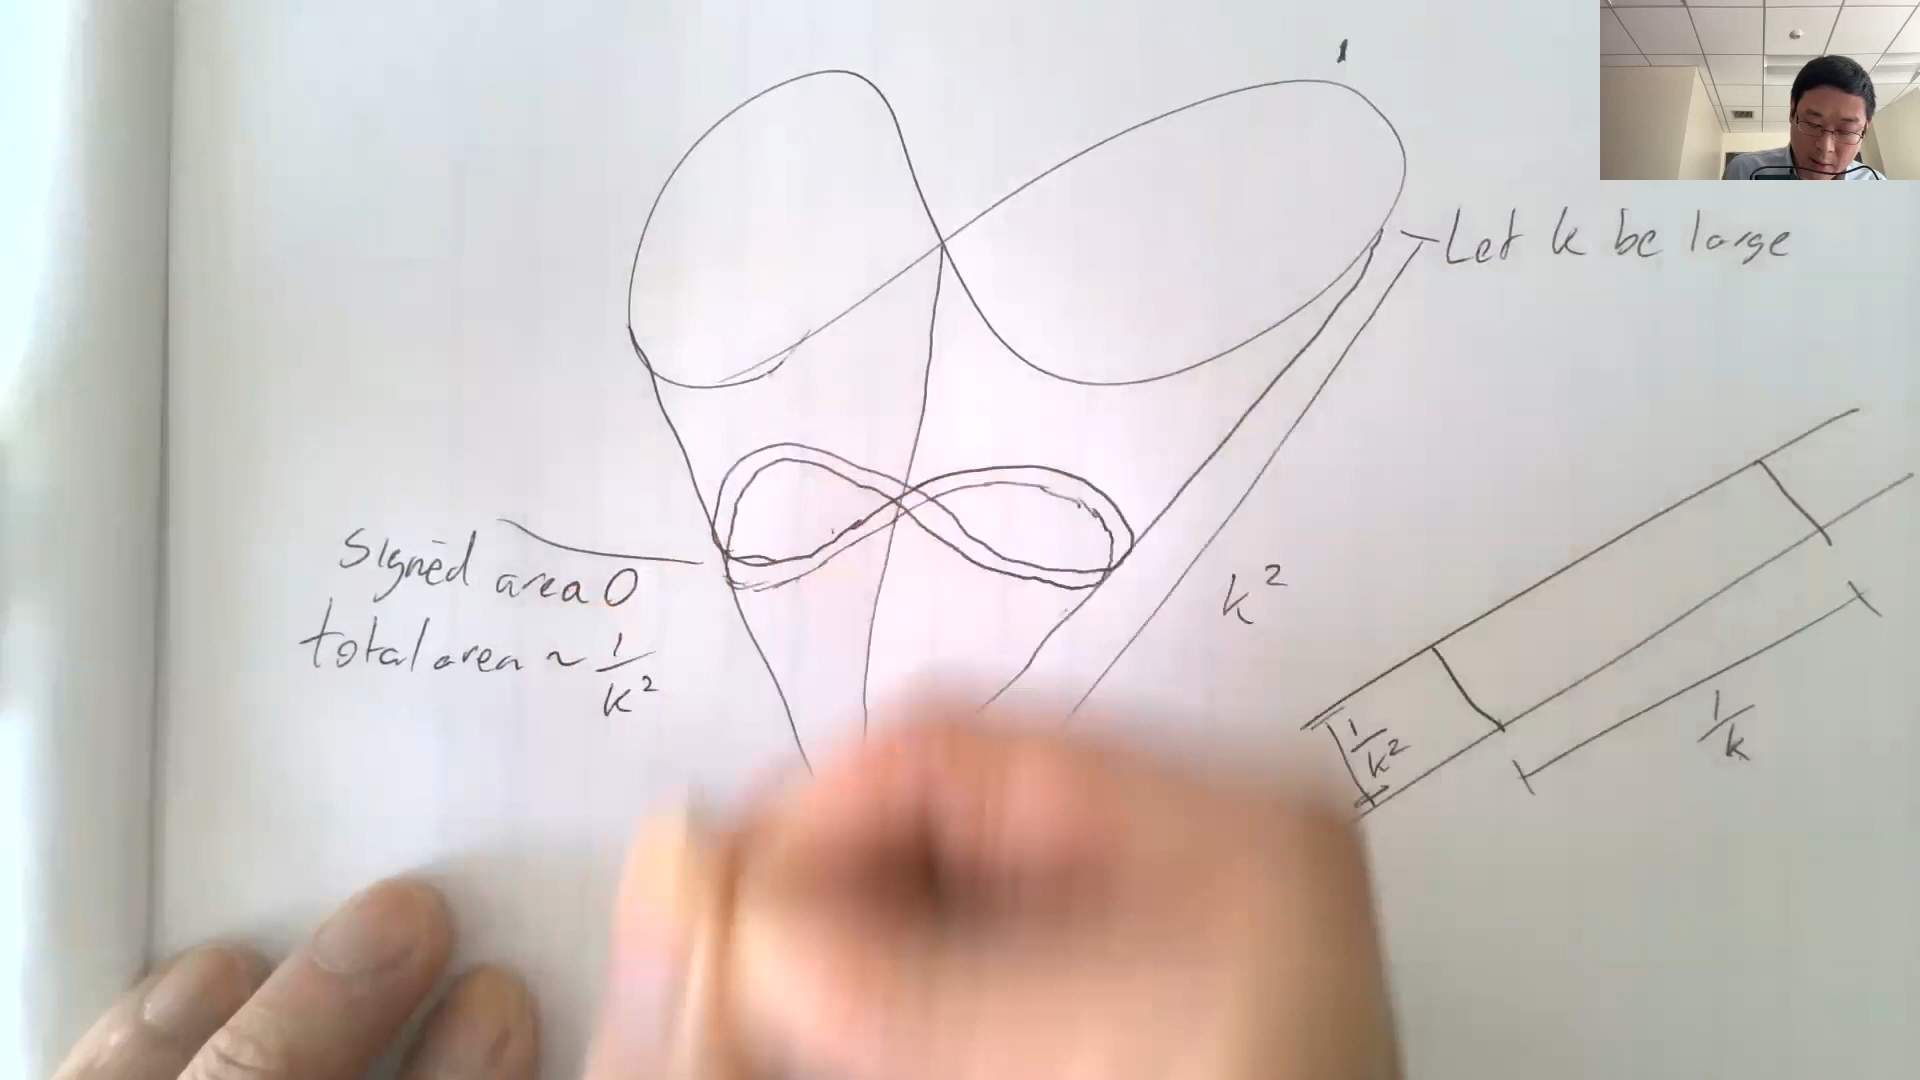 Let k be large
Signed area 0
total area ~ 1/k²
k²
1/k²
1/k